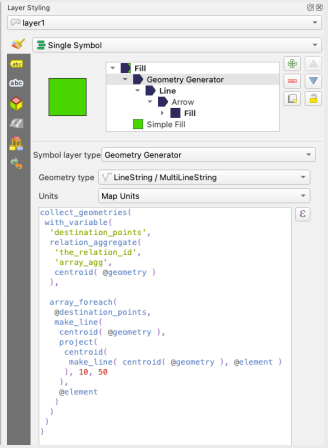 Layer Styling
layer1
Single Symbol
abc
abc
Fill
Geometry Generator
Line
Arrow
Fill
Simple Fill
Symbol layer type Geometry Generator
Geometry type LineString / MultiLineString
Units Map Units
collect_geometries(
with_variable(
'destination_points',
relation_aggregate(
'the_relation_id',
'array_agg',
centroid( @geometry )
),
array_foreach(
@destination_points,
make_line(
centroid( @geometry ),
project(
centroid(
make_line( centroid( @geometry ), @element )
), 10, 50
),
@element
)
)
)
)
ε